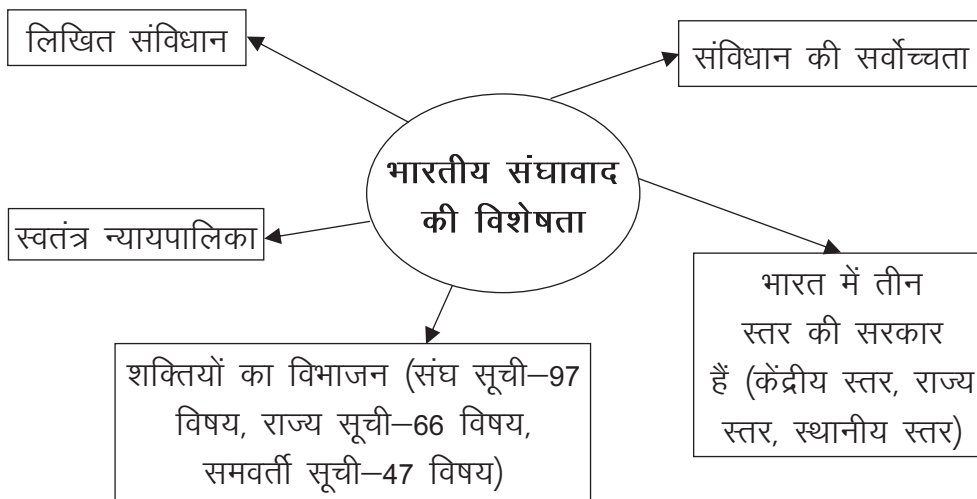 लिखित संविधान
संविधान की सर्वोच्चता
भारतीय संघावाद
की विशेषता
स्वतंत्र न्यायपालिका
भारत में तीन
स्तर की सरकार
हैं (केंद्रीय स्तर, राज्य
स्तर, स्थानीय स्तर)
शक्तियों का विभाजन (संघ सूची–97
विषय, राज्य सूची–66 विषय,
समवर्ती सूची–47 विषय)